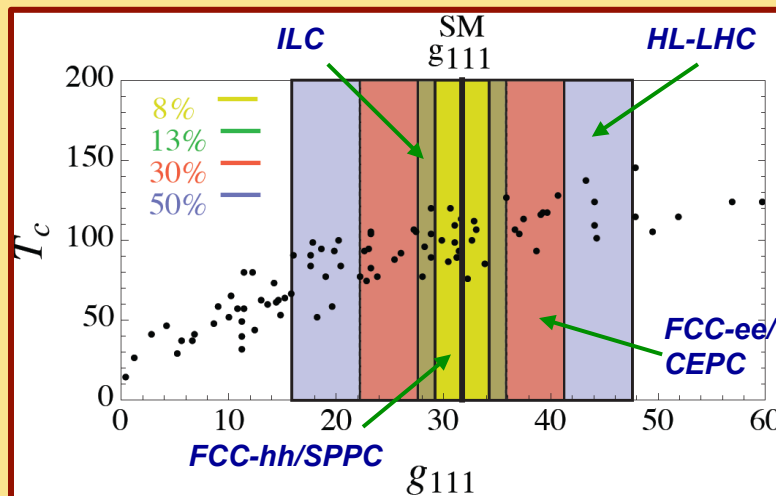 ILC
SM
g111
HL-LHC
200
150
100
50
0
Tc
8%
13%
30%
50%
FCC-ee/
CEPC
0 10 20 30 40 50 60
FCC-hh/SPPC
g111